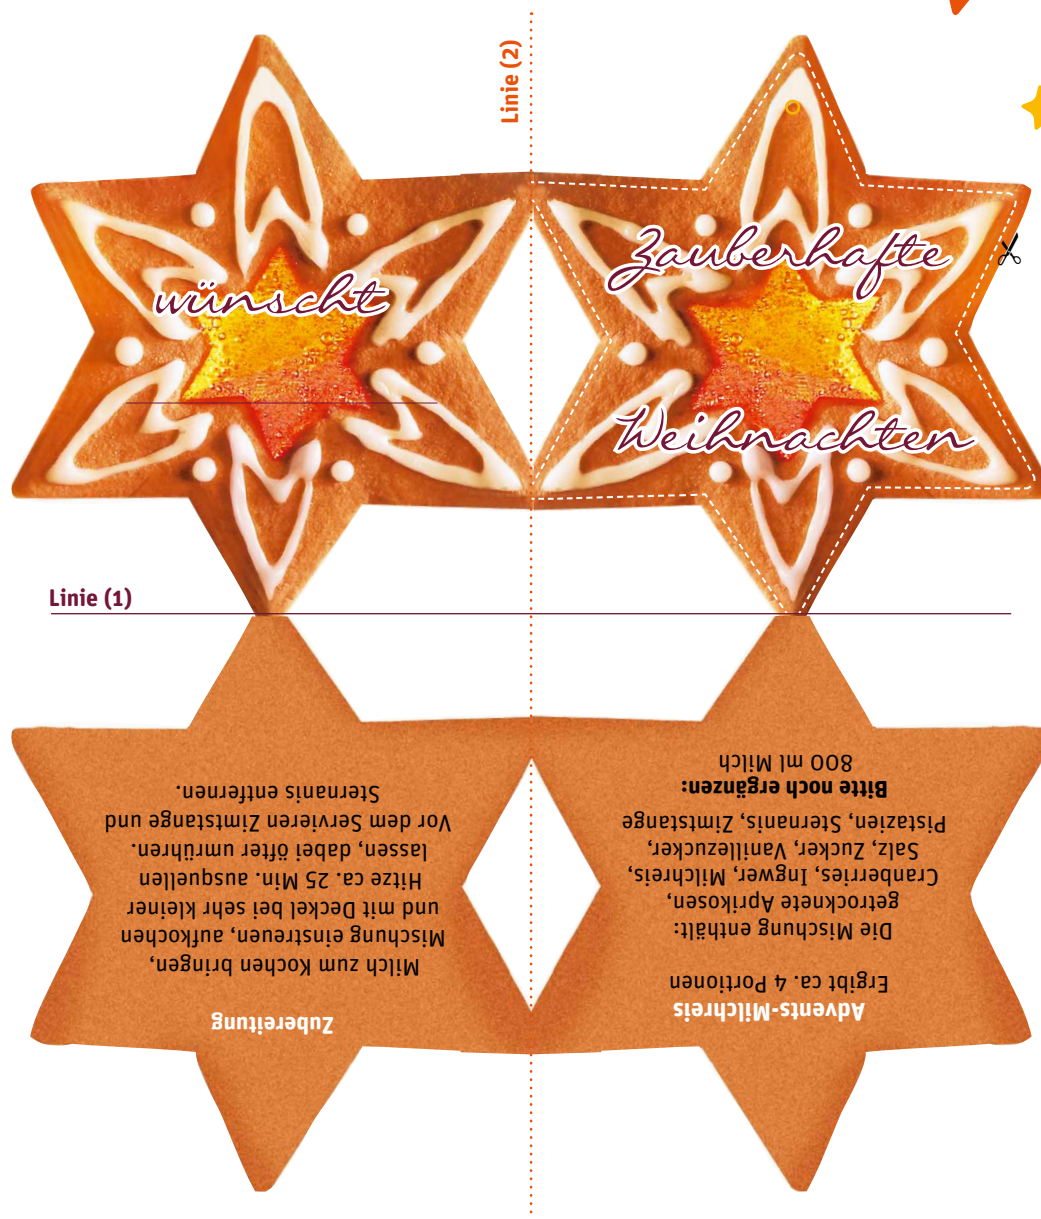 Linie (2)
Zauberhafte
Weihnachten
wünscht
Linie (1)
Advents-Milchreis
Ergibt ca. 4 Portionen
Die Mischung enthält:
getrocknete Aprikosen,
Cranberries, Ingwer, Milchreis,
Salz, Zucker, Vanillezucker,
Pistazien, Sternanis, Zimtstange
Bitte noch ergänzen:
800 ml Milch
Zubereitung
Milch zum Kochen bringen,
Mischung einstreuen, aufkochen
und mit Deckel bei sehr kleiner
Hitze ca. 25 Min. ausquellen
lassen, dabei öfter umrühren.
Vor dem Servieren Zimtstange und
Sternanis entfernen.